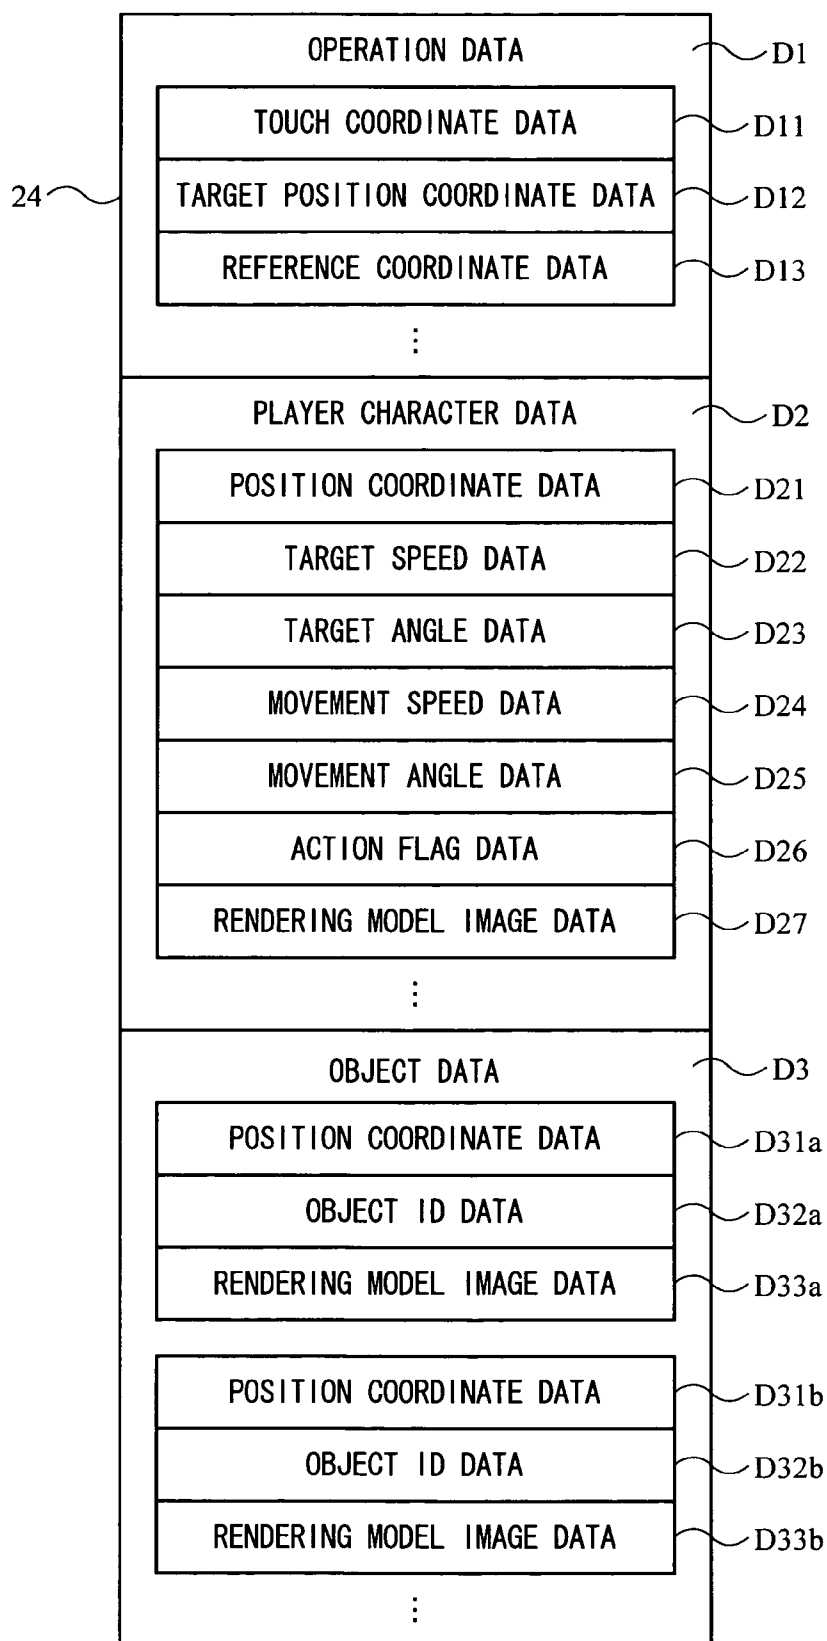 OPERATION DATA D1
TOUCH COORDINATE DATA D11
24 TARGET POSITION COORDINATE DATA D12
REFERENCE COORDINATE DATA D13
⋮
PLAYER CHARACTER DATA D2
POSITION COORDINATE DATA D21
TARGET SPEED DATA D22
TARGET ANGLE DATA D23
MOVEMENT SPEED DATA D24
MOVEMENT ANGLE DATA D25
ACTION FLAG DATA D26
RENDERING MODEL IMAGE DATA D27
⋮
OBJECT DATA D3
POSITION COORDINATE DATA D31a
OBJECT ID DATA D32a
RENDERING MODEL IMAGE DATA D33a
POSITION COORDINATE DATA D31b
OBJECT ID DATA D32b
RENDERING MODEL IMAGE DATA D33b
⋮